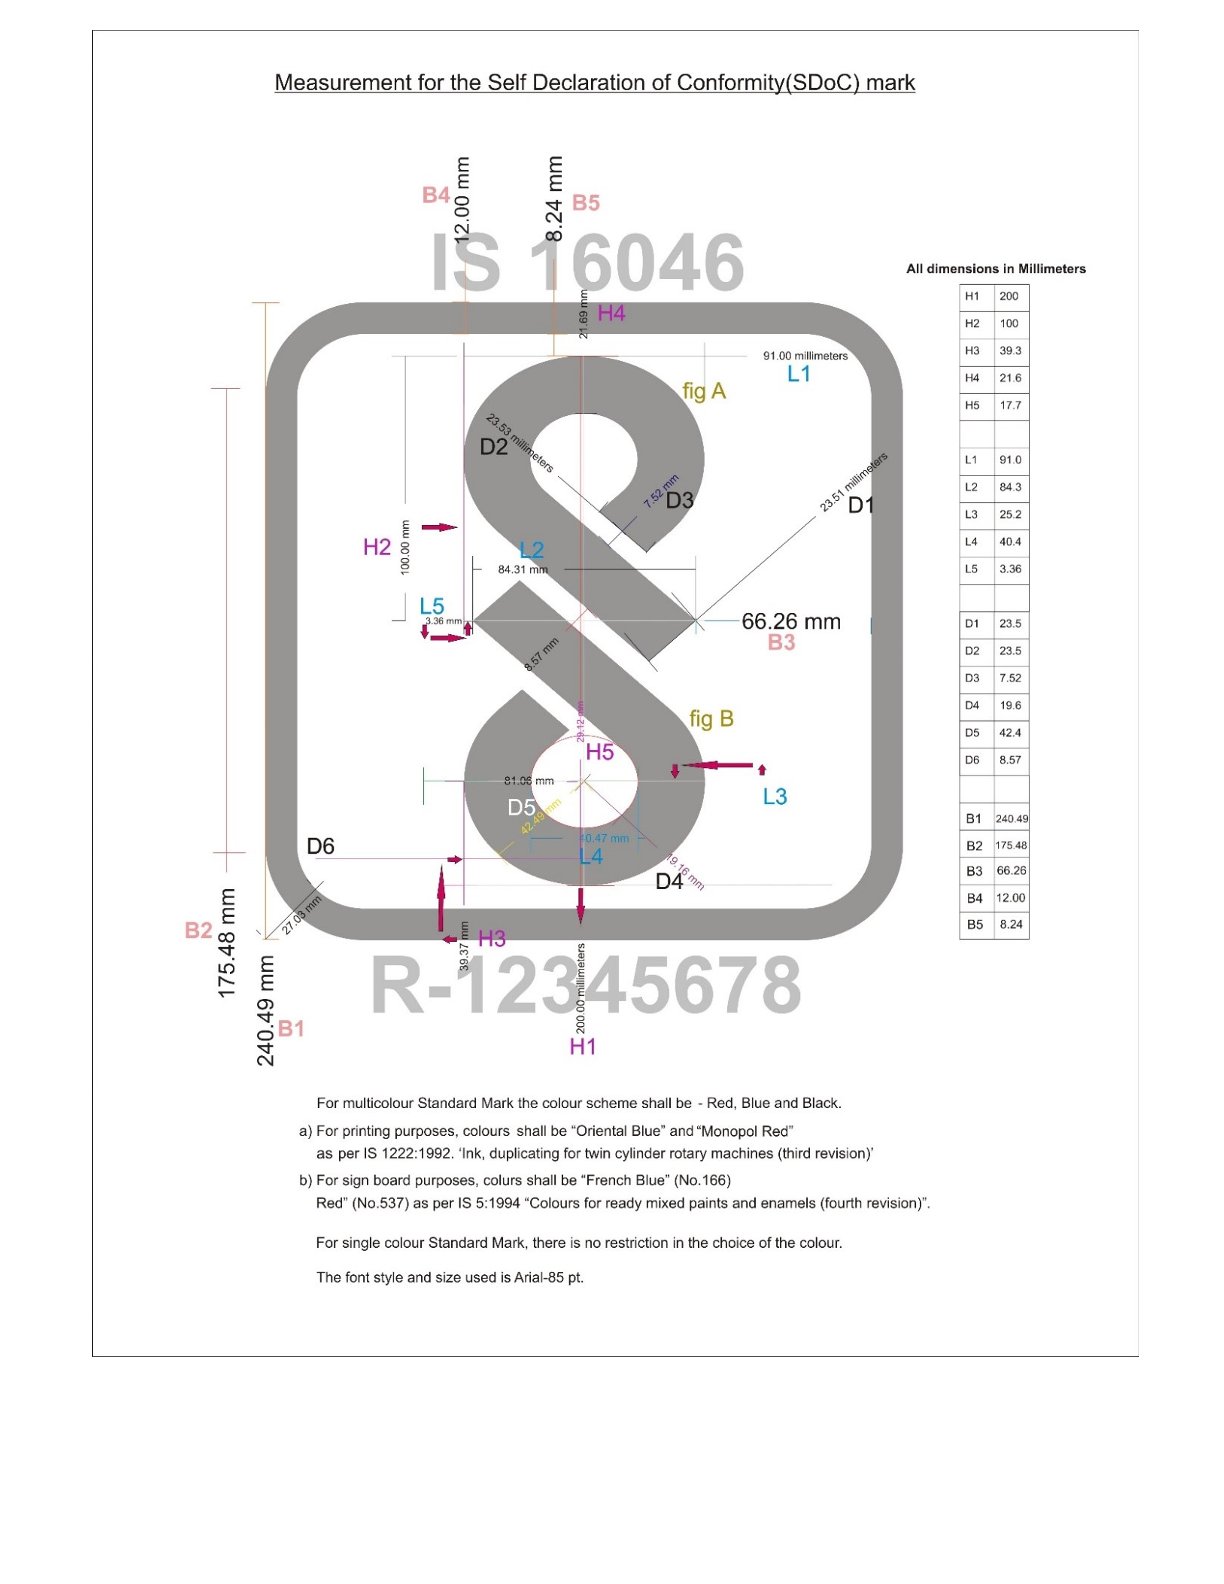 Measurement for the Self Declaration of Conformity(SDoC) mark
B4
12.00 mm
8.24 mm
B5
IS 16046
21.69 mm
H4
91.00 millimeters
L1
fig A
23.53 millimeters
D2
7.52 mm
D3
23.51 millimeters
D1
H2
100.00 mm
L2
84.31 mm
L5
3.36 mm
66.26 mm
B3
8.57 mm
29.12 mm
fig B
H5
81.06 mm
D5
42.49 mm
L3
40.47 mm
L4
D6
19.16 mm
D4
27.03 mm
B2
175.48 mm
H3
39.37 mm
240.49 mm
B1
R-12345678
200.00 millimeters
H1
All dimensions in Millimeters
H1 200
H2 100
H3 39.3
H4 21.6
H5 17.7
L1 91.0
L2 84.3
L3 25.2
L4 40.4
L5 3.36
D1 23.5
D2 23.5
D3 7.52
D4 19.6
D5 42.4
D6 8.57
B1 240.49
B2 175.48
B3 66.26
B4 12.00
B5 8.24
For multicolour Standard Mark the colour scheme shall be - Red, Blue and Black.
a) For printing purposes, colours shall be “Oriental Blue” and “Monopol Red”
as per IS 1222:1992. ‘Ink, duplicating for twin cylinder rotary machines (third revision)’
b) For sign board purposes, colurs shall be “French Blue” (No.166)
Red” (No.537) as per IS 5:1994 “Colours for ready mixed paints and enamels (fourth revision)”.
For single colour Standard Mark, there is no restriction in the choice of the colour.
The font style and size used is Arial-85 pt.